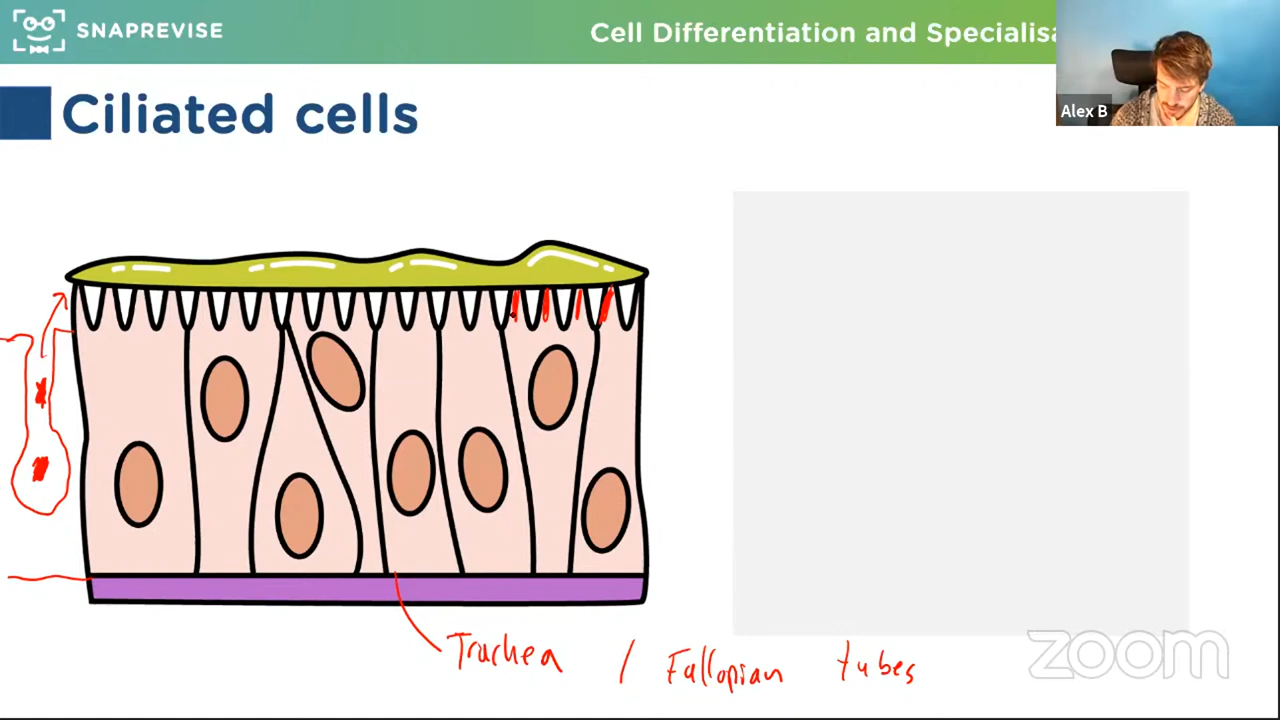 SNAPREVISE
Cell Differentiation and Specialisa
Alex B
Ciliated cells
Trachea / Fallopian tubes
zoom